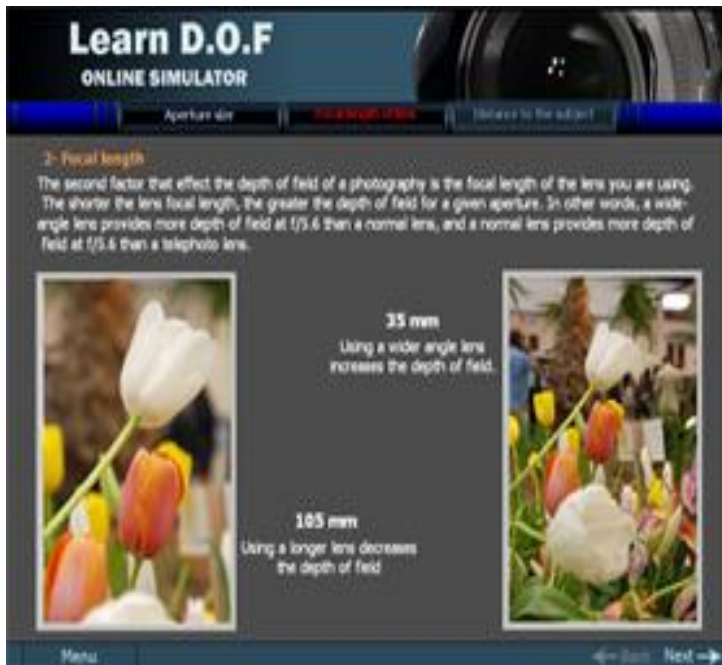 Learn D.O.F
ONLINE SIMULATOR
Aperture size
Focal length of lens
Distance to the subject
2- Focal length
The second factor that effect the depth of field of a photography is the focal length of the lens you are using.
The shorter the lens focal length, the greater the depth of field for a given aperture. In other words, a wide-
angle lens provides more depth of field at f/5.6 than a normal lens, and a normal lens provides more depth of
field at f/5.6 than a telephoto lens.
35 mm
Using a wider angle lens
increases the depth of field.
105 mm
Using a longer lens decreases
the depth of field
Menu
Back
Next